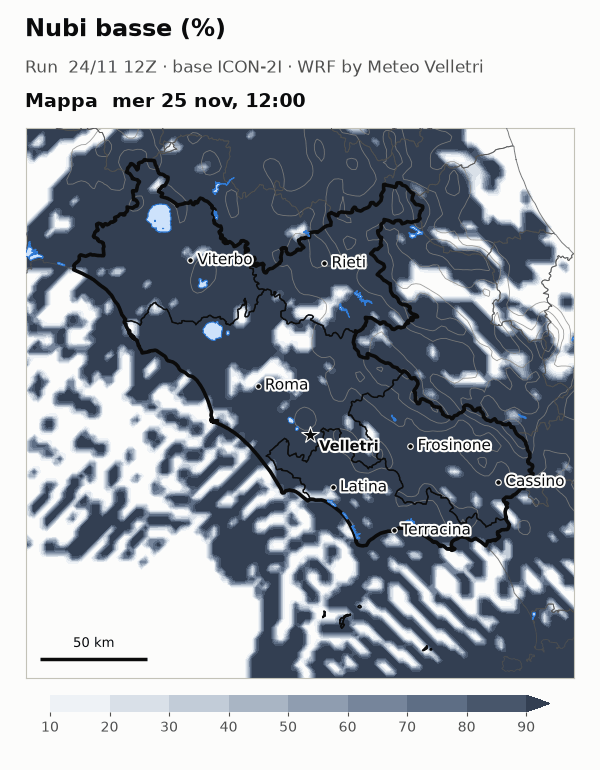 Nubi basse (%)
Run  24/11 12Z · base ICON-2I · WRF by Meteo Velletri
Mappa  mer 25 nov, 12:00
Viterbo
Rieti
Roma
Velletri
Frosinone
Cassino
Latina
Terracina
50 km
10 20 30 40 50 60 70 80 90